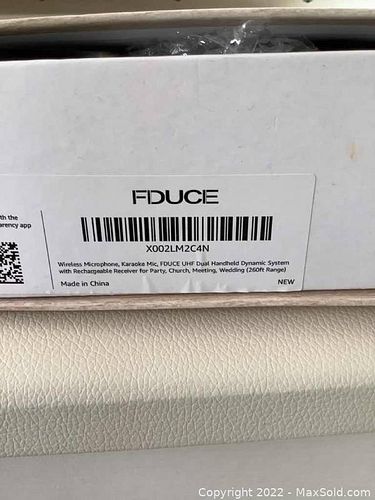 th the
arency app
FDUCE
X002LM2C4N
Wireless Microphone, Karaoke Mic, FDUCE UHF Dual Handheld Dynamic System
with Rechargeable Receiver for Party, Church, Meeting, Wedding (260ft Range)
Made in China
NEW
Copyright 2022 - MaxSold.com